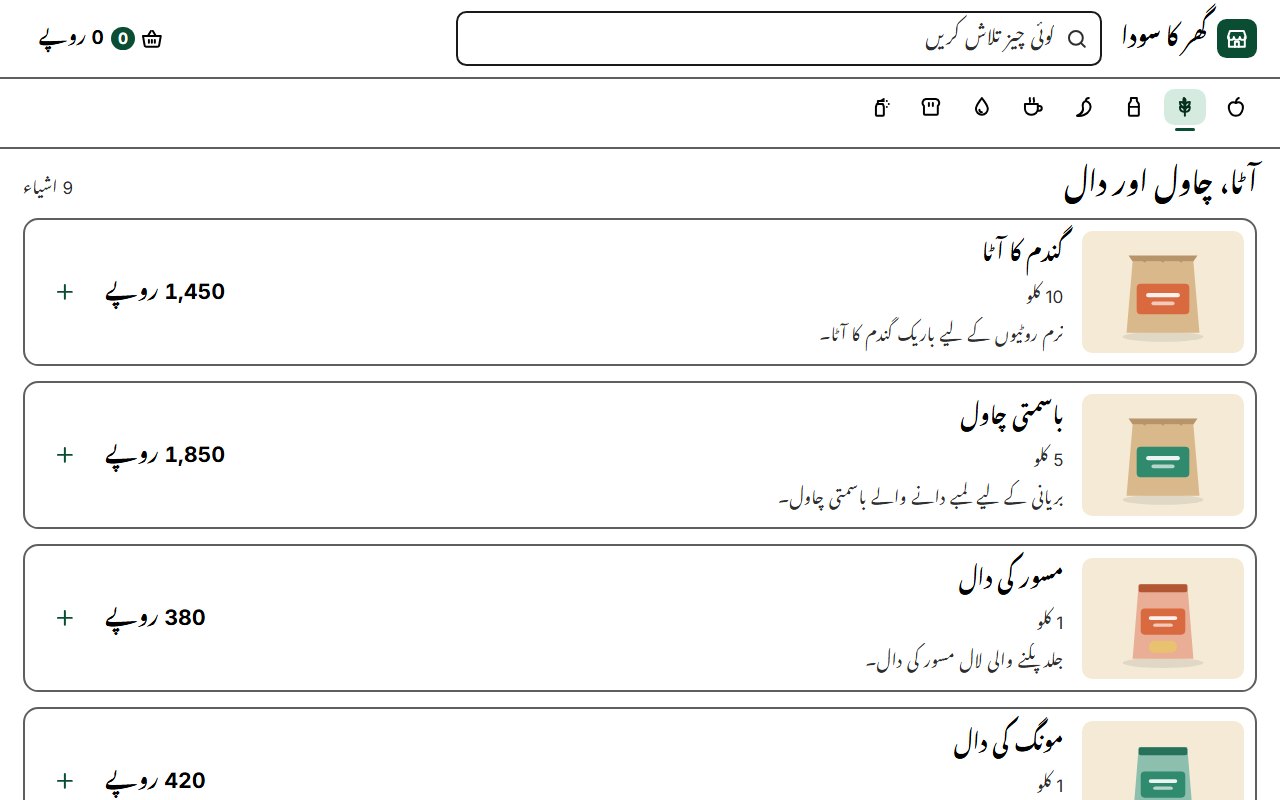 گھر کا سودا
کوئی چیز تلاش کریں
0 0 روپے
آٹا، چاول اور دال
9 اشیاء
گندم کا آٹا
10 کلو
نرم روٹیوں کے لیے باریک گندم کا آٹا۔
1,450 روپے
باسمتی چاول
5 کلو
بریانی کے لیے لمبے دانے والے باسمتی چاول۔
1,850 روپے
مسور کی دال
1 کلو
جلد پکنے والی لال مسور کی دال۔
380 روپے
مونگ کی دال
1 کلو
420 روپے